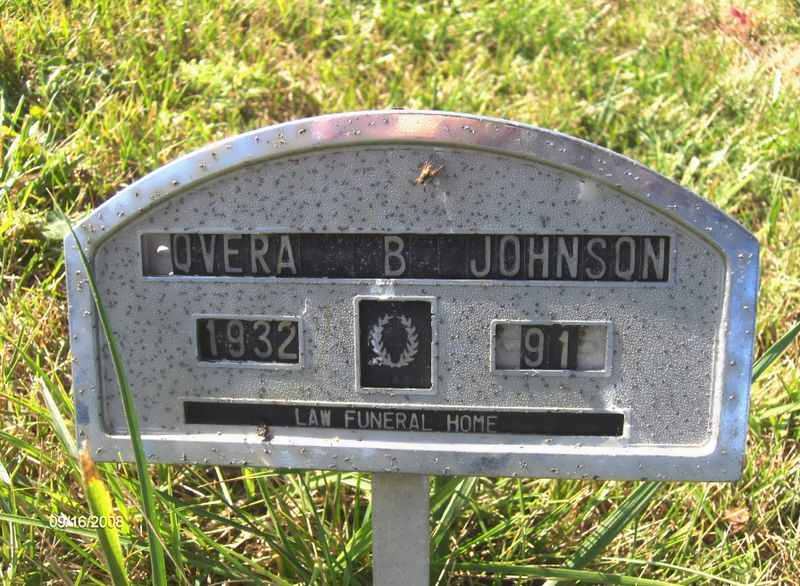 OVERA B JOHNSON
1932 91
LAW FUNERAL HOME
09/16/2008